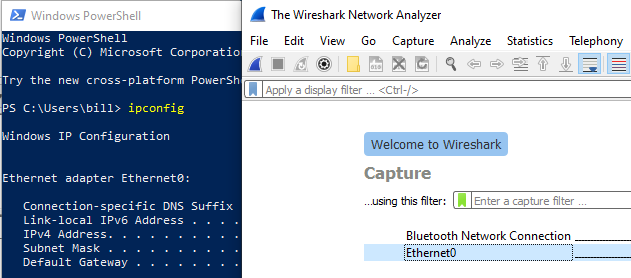 Windows PowerShell
Windows PowerShell
Copyright (C) Microsoft
Try the new cross-platform
PS C:\Users\bill> ipconfig
Windows IP Configuration
Ethernet adapter Ethernet0:
Connection-specific DNS Suffix
Link-local IPv6 Address . . . .
IPv4 Address. . . . . . . . .
Subnet Mask . . . . . . . . .
Default Gateway . . . . . . .
The Wireshark Network Analyzer
File Edit View Go Capture Analyze Statistics Telephony
Apply a display filter ... <Ctrl-/>
Welcome to Wireshark
Capture
...using this filter: Enter a capture filter ...
Bluetooth Network Connection
Ethernet0